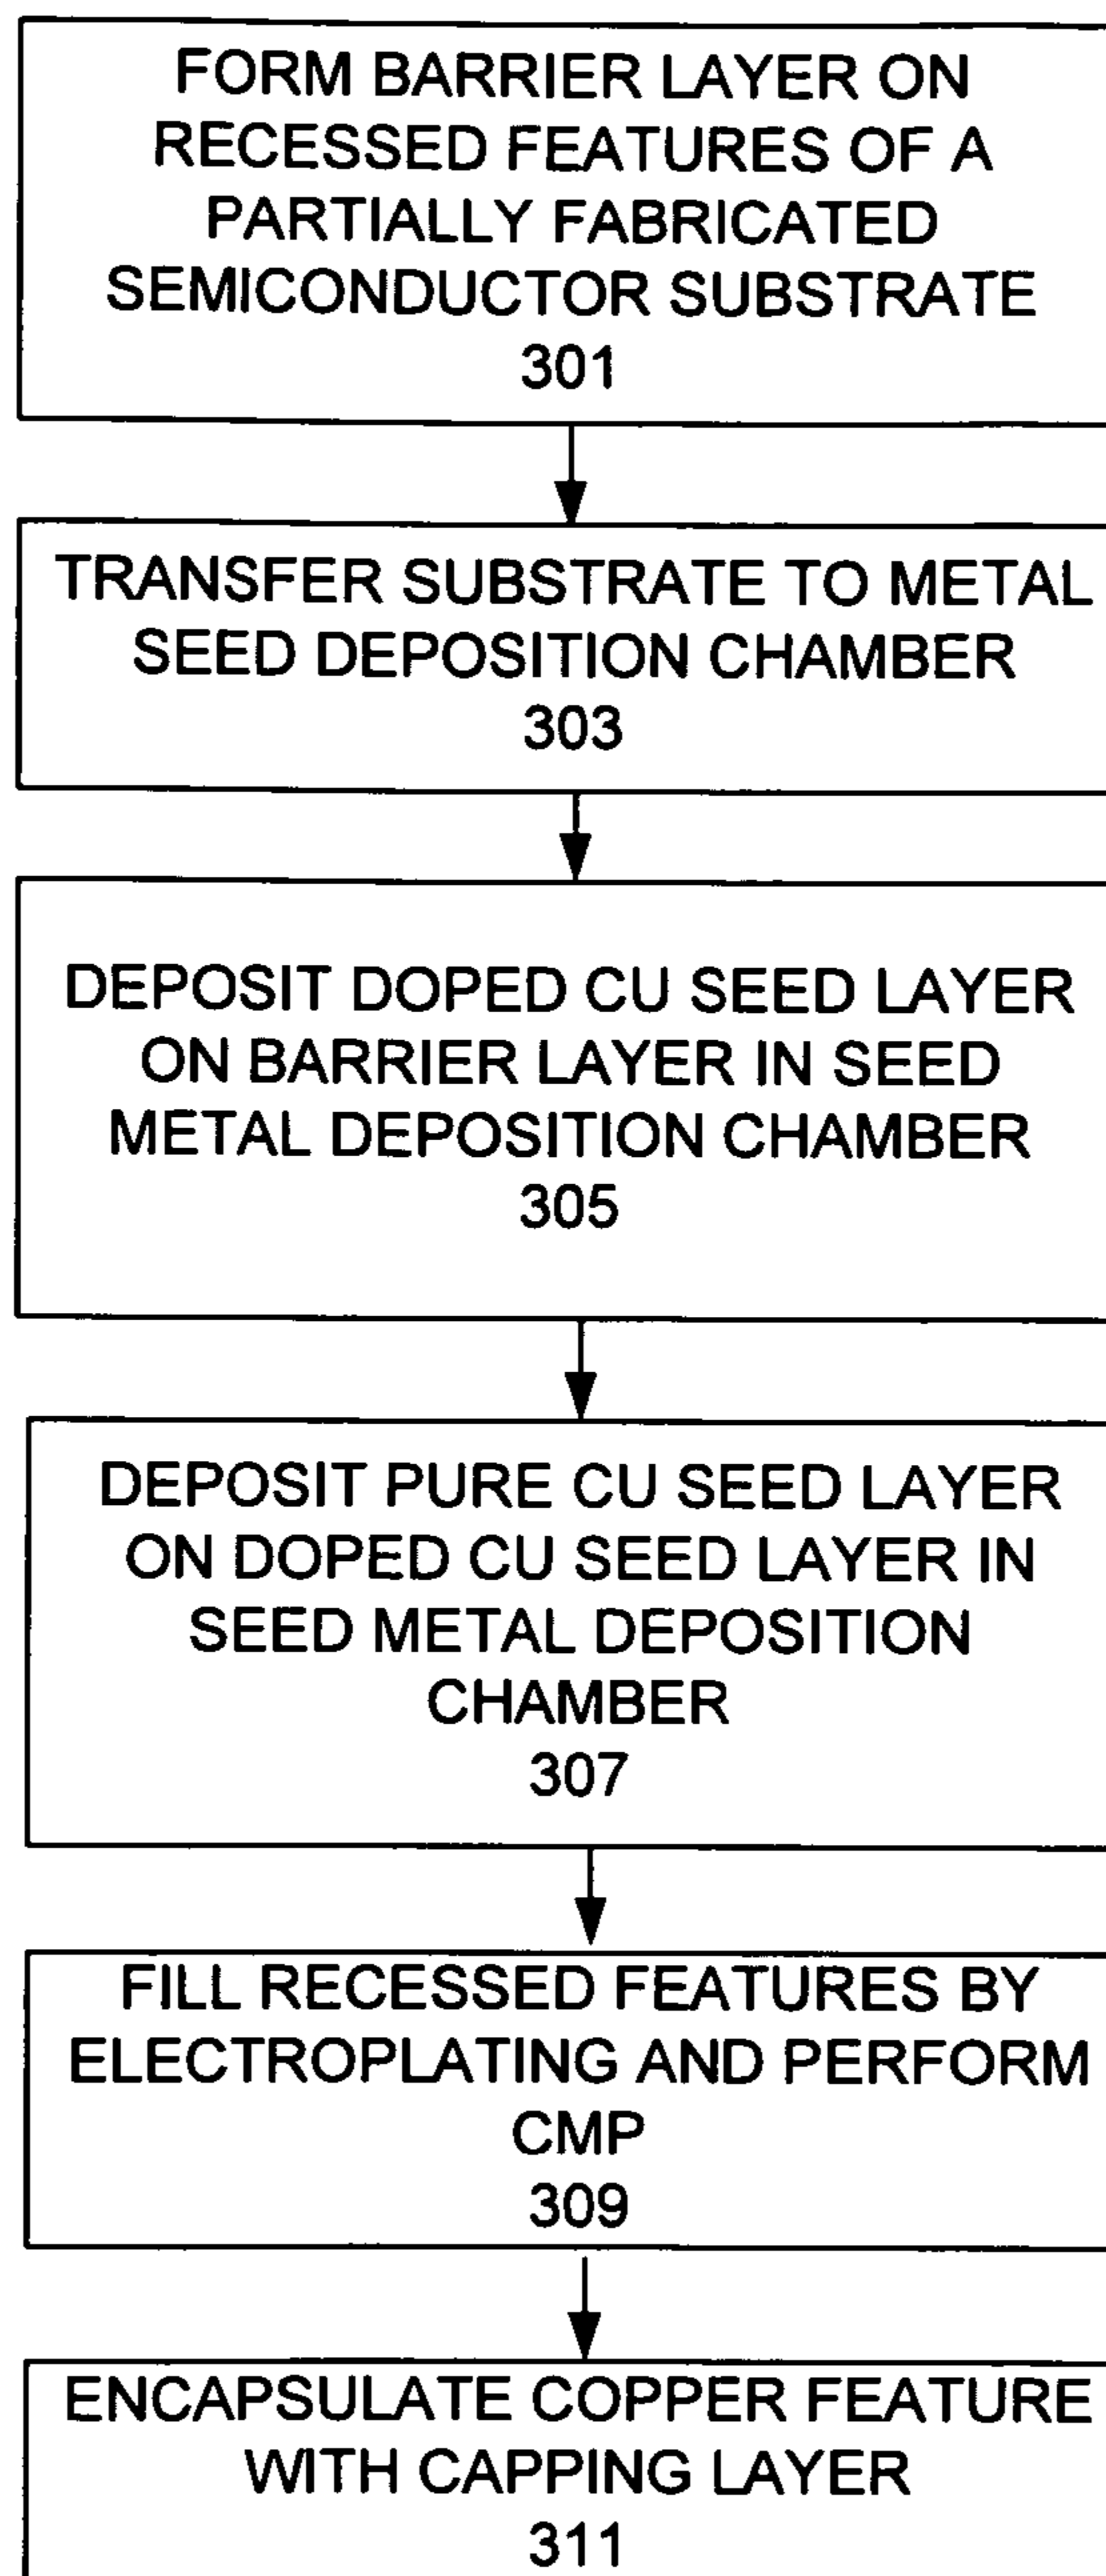 FORM BARRIER LAYER ON
RECESSED FEATURES OF A
PARTIALLY FABRICATED
SEMICONDUCTOR SUBSTRATE
301
TRANSFER SUBSTRATE TO METAL
SEED DEPOSITION CHAMBER
303
DEPOSIT DOPED CU SEED LAYER
ON BARRIER LAYER IN SEED
METAL DEPOSITION CHAMBER
305
DEPOSIT PURE CU SEED LAYER
ON DOPED CU SEED LAYER IN
SEED METAL DEPOSITION
CHAMBER
307
FILL RECESSED FEATURES BY
ELECTROPLATING AND PERFORM
CMP
309
ENCAPSULATE COPPER FEATURE
WITH CAPPING LAYER
311